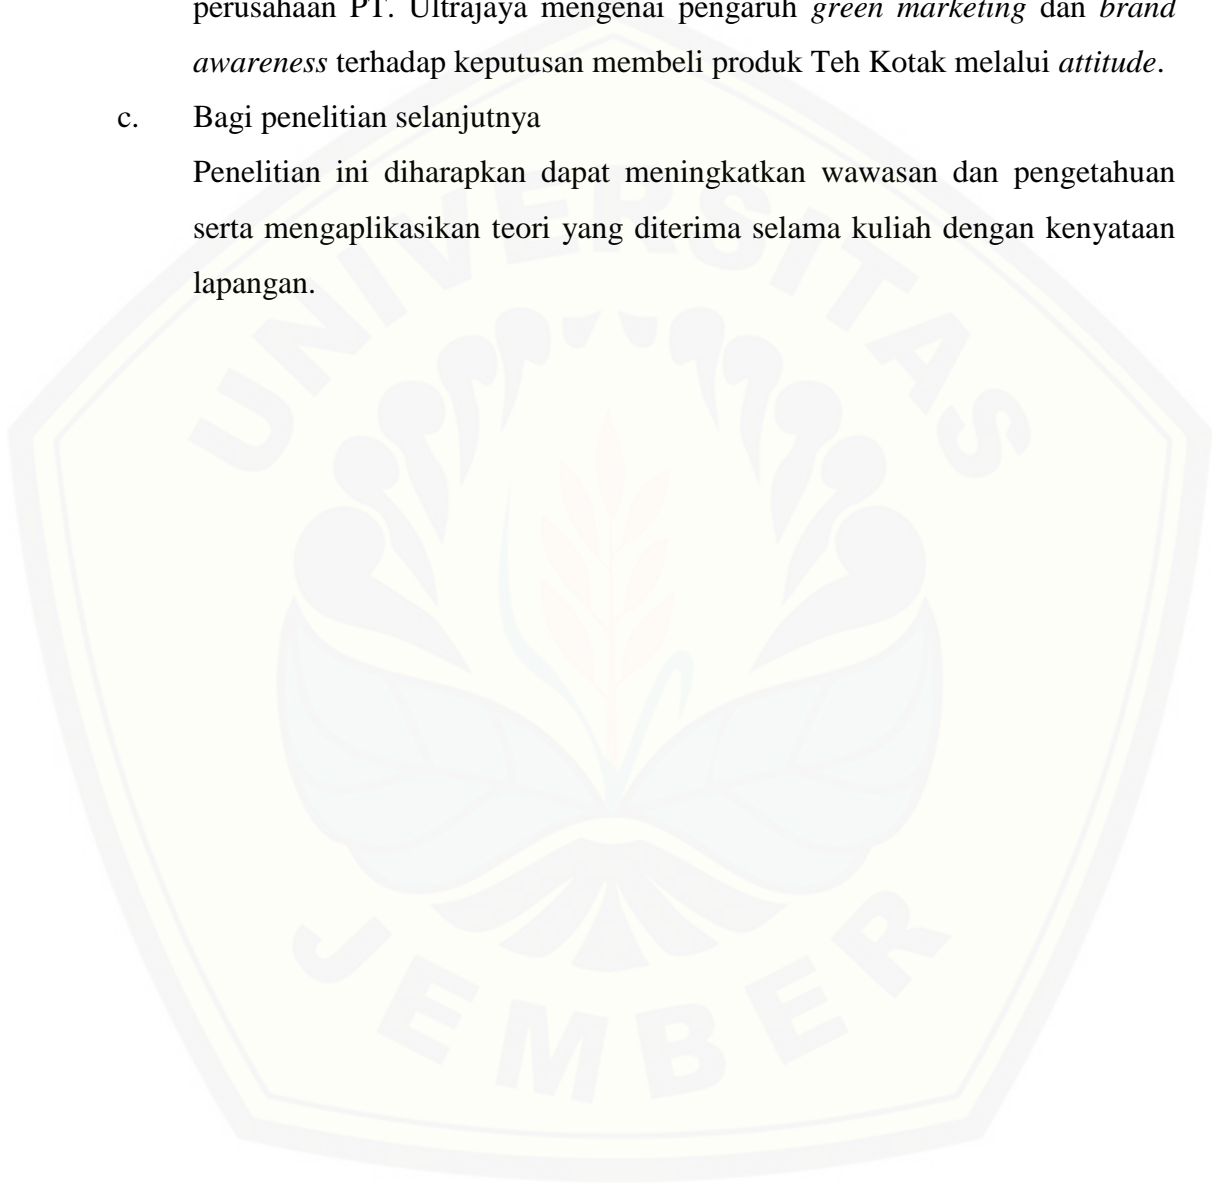 perusahaan PT. Ultrajaya mengenai pengaruh green marketing dan brand
awareness terhadap keputusan membeli produk Teh Kotak melalui attitude.
c. Bagi penelitian selanjutnya
Penelitian ini diharapkan dapat meningkatkan wawasan dan pengetahuan
serta mengaplikasikan teori yang diterima selama kuliah dengan kenyataan
lapangan.
UNIVERSITAS
JEMBER